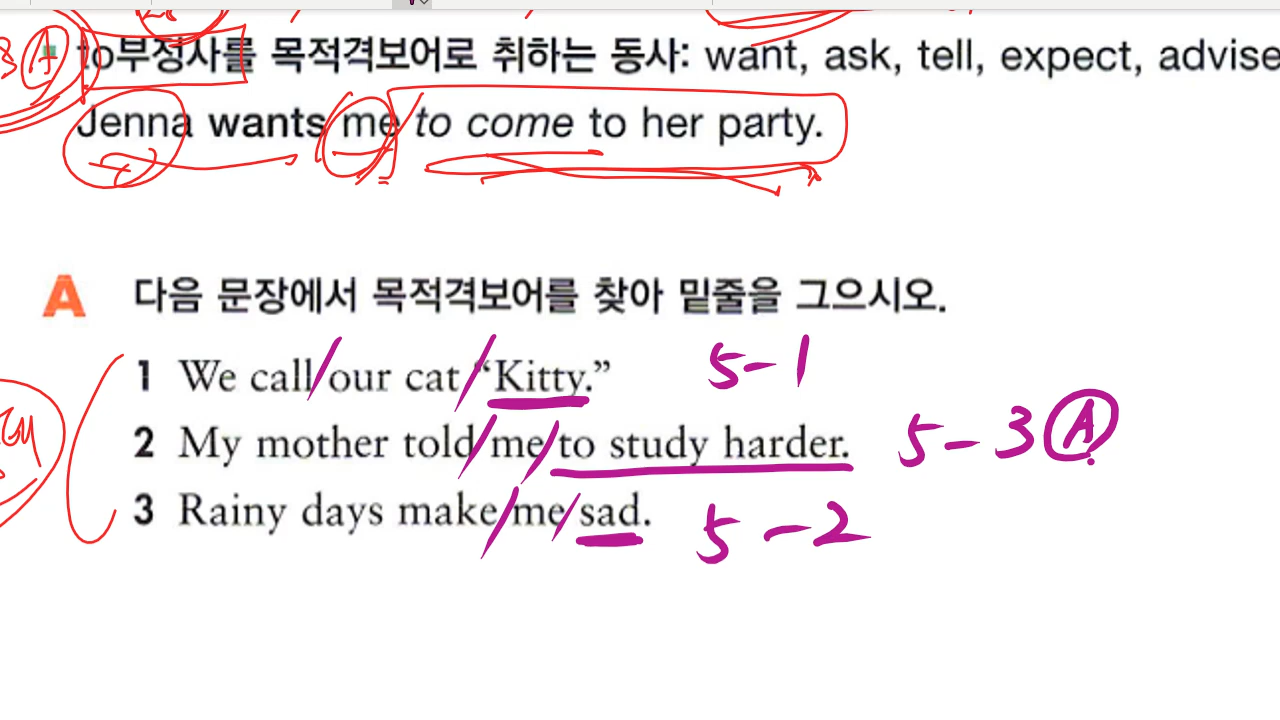 3 A to부정사를 목적격보어로 취하는 동사: want, ask, tell, expect, advise
Jenna wants me to come to her party.
A 다음 문장에서 목적격보어를 찾아 밑줄을 그으시오.
1 We call / our cat / “Kitty.” 5-1
2 My mother told / me / to study harder. 5-3 A
3 Rainy days make / me / sad. 5-2